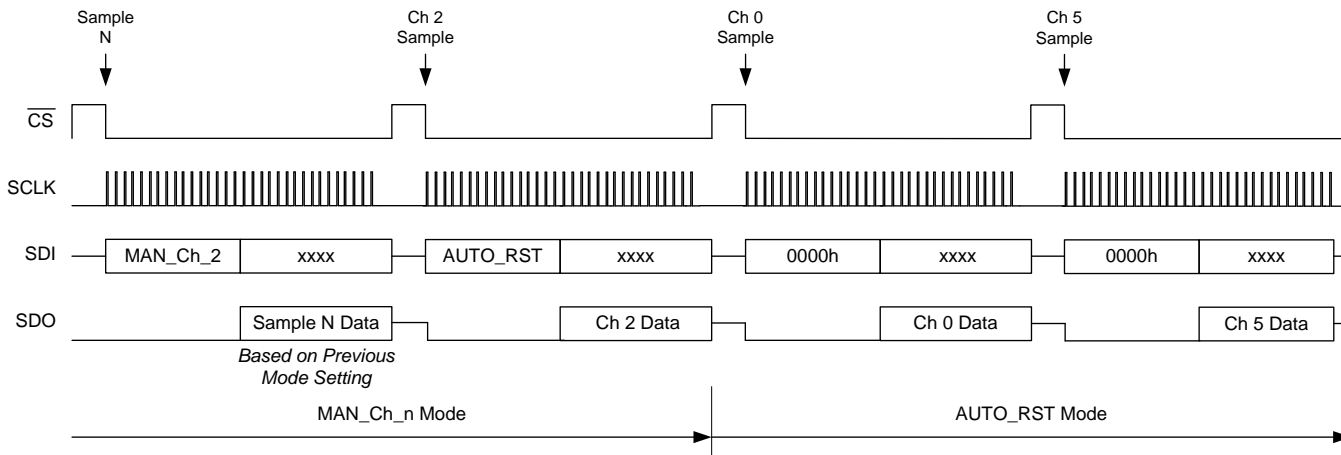 Sample
N
Ch 2
Sample
Ch 0
Sample
Ch 5
Sample
CS
SCLK
SDI
MAN_Ch_2
xxxx
AUTO_RST
xxxx
0000h
xxxx
0000h
xxxx
SDO
Sample N Data
Ch 2 Data
Ch 0 Data
Ch 5 Data
Based on Previous
Mode Setting
MAN_Ch_n Mode
AUTO_RST Mode